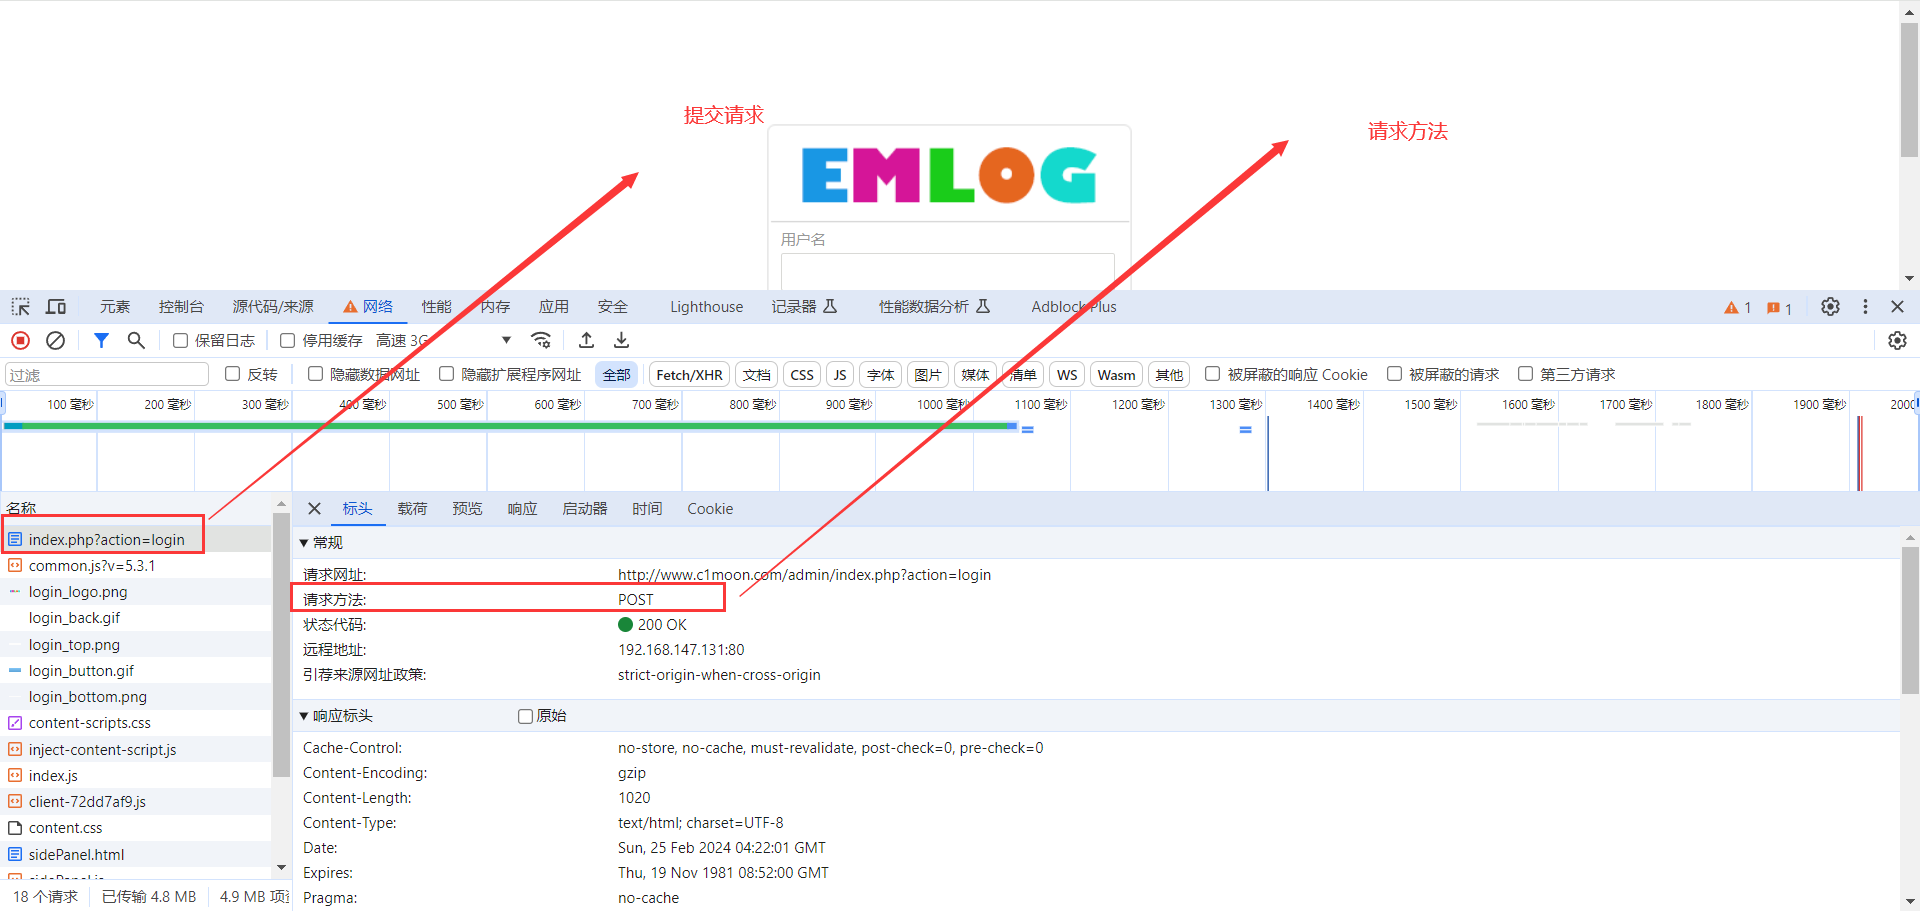 提交请求
请求方法
EMLOG
用户名
元素 控制台 源代码/来源 网络 性能 内存 应用 安全 Lighthouse 记录器 性能数据分析 Adblock Plus 1 1
保留日志 停用缓存 高速 3G
过滤 反转 隐藏数据网址 隐藏扩展程序网址 全部 Fetch/XHR 文档 CSS JS 字体 图片 媒体 清单 WS Wasm 其他 被屏蔽的响应 Cookie 被屏蔽的请求 第三方请求
100 毫秒 200 毫秒 300 毫秒 400 毫秒 500 毫秒 600 毫秒 700 毫秒 800 毫秒 900 毫秒 1000 毫秒 1100 毫秒 1200 毫秒 1300 毫秒 1400 毫秒 1500 毫秒 1600 毫秒 1700 毫秒 1800 毫秒 1900 毫秒 2000
名称
index.php?action=login
common.js?v=5.3.1
login_logo.png
login_back.gif
login_top.png
login_button.gif
login_bottom.png
content-scripts.css
inject-content-script.js
index.js
client-72dd7af9.js
content.css
sidePanel.html
sidePanel.js
18 个请求 已传输 4.8 MB 4.9 MB 项
标头 载荷 预览 响应 启动器 时间 Cookie
常规
请求网址: http://www.c1moon.com/admin/index.php?action=login
请求方法: POST
状态代码: 200 OK
远程地址: 192.168.147.131:80
引荐来源网址政策: strict-origin-when-cross-origin
响应标头 原始
Cache-Control: no-store, no-cache, must-revalidate, post-check=0, pre-check=0
Content-Encoding: gzip
Content-Length: 1020
Content-Type: text/html; charset=UTF-8
Date: Sun, 25 Feb 2024 04:22:01 GMT
Expires: Thu, 19 Nov 1981 08:52:00 GMT
Pragma: no-cache